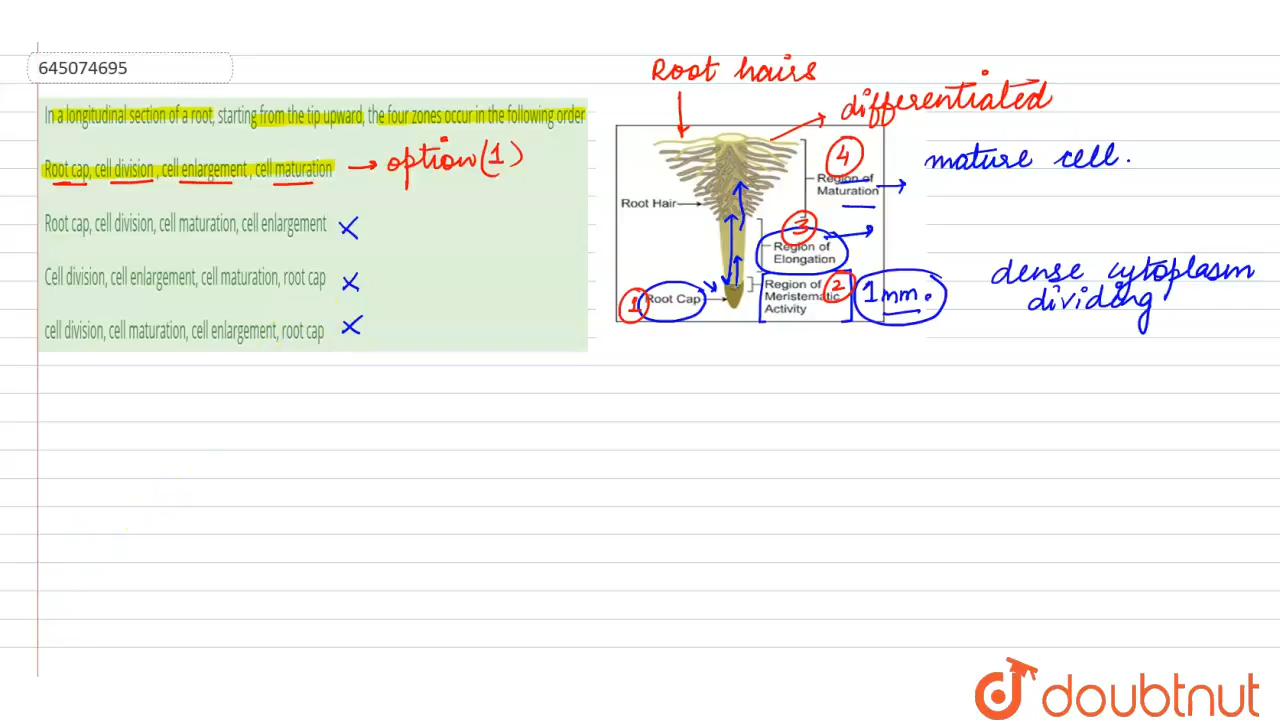 645074695
In a longitudinal section of a root, starting from the tip upward, the four zones occur in the following order
Root cap, cell division , cell enlargement , cell maturation → option (1)
Root cap, cell division, cell maturation, cell enlargement ×
Cell division, cell enlargement, cell maturation, root cap ×
cell division, cell maturation, cell enlargement, root cap ×
Root hairs
differentiated
4
mature cell.
Region of
Maturation
Root Hair
3
Region of
Elongation
1
Root Cap
2
Region of
Meristematic
Activity
1 mm.
dense cytoplasm
dividing
doubtnut